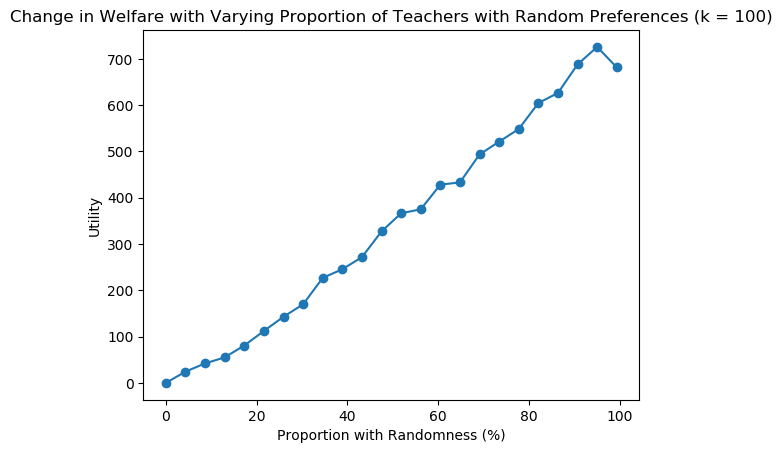 Change in Welfare with Varying Proportion of Teachers with Random Preferences (k = 100)
700
600
500
400
300
200
100
0
Utility
0 20 40 60 80 100
Proportion with Randomness (%)